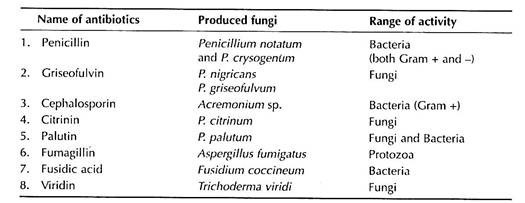 Name of antibiotics Produced fungi Range of activity
1. Penicillin Penicillium notatum Bacteria
and P. crysogenum (both Gram + and –)
2. Griseofulvin P. nigricans Fungi
P. griseofulvum
3. Cephalosporin Acremonium sp. Bacteria (Gram +)
4. Citrinin P. citrinum Fungi
5. Palutin P. palutum Fungi and Bacteria
6. Fumagillin Aspergillus fumigatus Protozoa
7. Fusidic acid Fusidium coccineum Bacteria
8. Viridin Trichoderma viridi Fungi